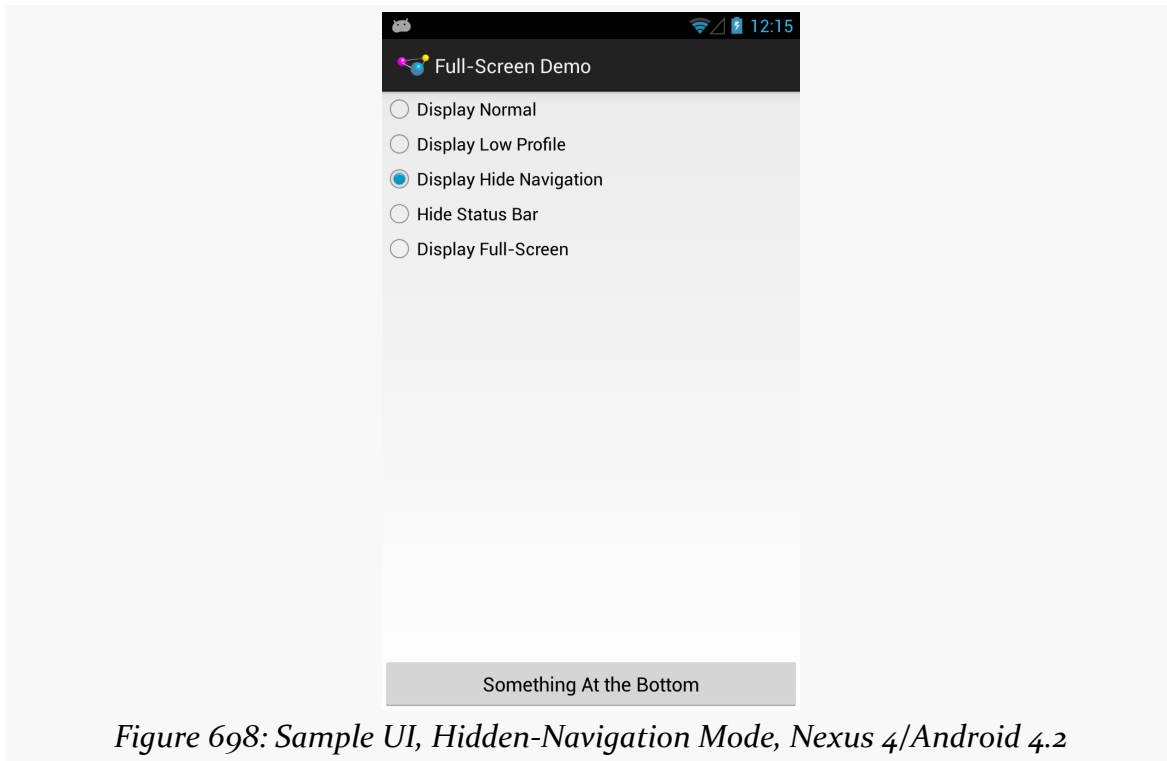 12:15
Full-Screen Demo
Display Normal
Display Low Profile
Display Hide Navigation
Hide Status Bar
Display Full-Screen
Something At the Bottom
Figure 698: Sample UI, Hidden-Navigation Mode, Nexus 4/Android 4.2